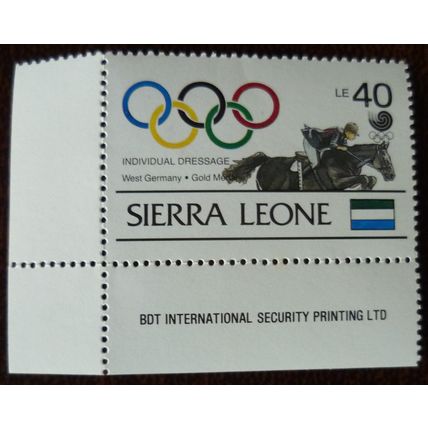 LE 40
INDIVIDUAL DRESSAGE
West Germany • Gold
SIERRA LEONE
BDT INTERNATIONAL SECURITY PRINTING LTD